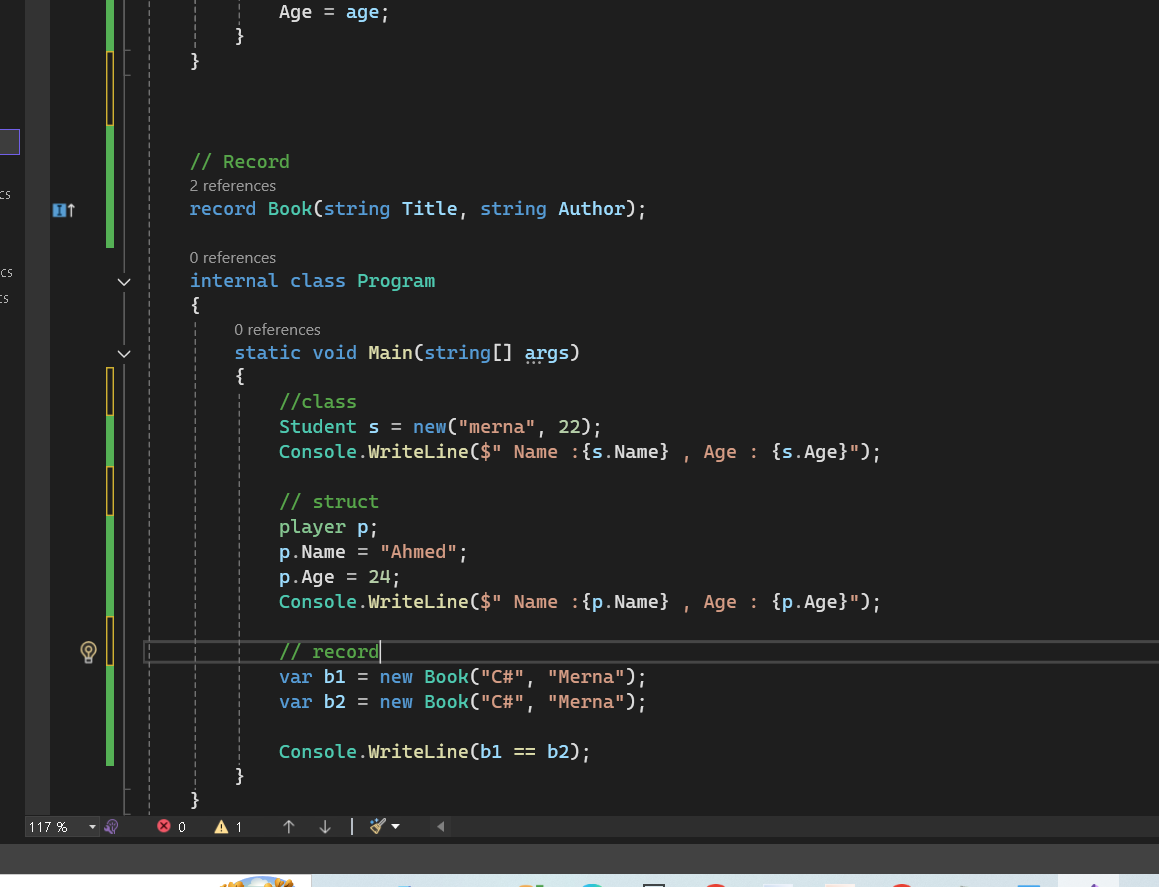 Age = age;
}
}
// Record
2 references
record Book(string Title, string Author);
0 references
internal class Program
{
0 references
static void Main(string[] args)
{
//class
Student s = new("merna", 22);
Console.WriteLine($" Name :{s.Name} , Age : {s.Age}");
// struct
player p;
p.Name = "Ahmed";
p.Age = 24;
Console.WriteLine($" Name :{p.Name} , Age : {p.Age}");
// record
var b1 = new Book("C#", "Merna");
var b2 = new Book("C#", "Merna");
Console.WriteLine(b1 == b2);
}
}
cs
cs
cs
117 %
0
1